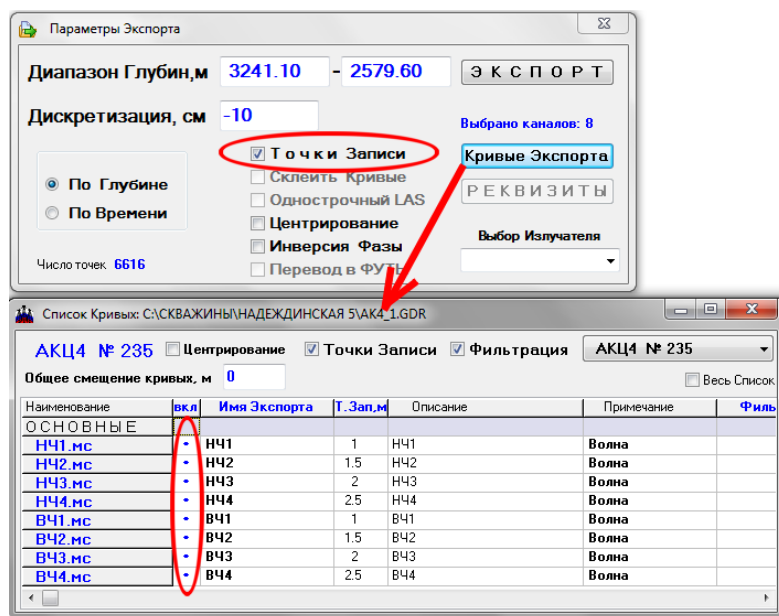 Параметры Экспорта
Диапазон Глубин,м 3241.10 - 2579.60 ЭКСПОРТ
Дискретизация, см -10
Выбрано каналов: 8
Точки Записи Кривые Экспорта
Склеить Кривые
По Глубине Однострочный LAS РЕКВИЗИТЫ
По Времени Центрирование
Инверсия Фазы Выбор Излучателя
Число точек 6616 Перевод в ФУТЫ
Список Кривых: C:\СКВАЖИНЫ\НАДЕЖДИНСКАЯ 5\АК4_1.GDR
АКЦ4 № 235 Центрирование Точки Записи Фильтрация АКЦ4 № 235
Общее смещение кривых, м 0 Весь Список
Наименование вкл Имя Экспорта Т.Зап,м Описание Примечание Филь
ОСНОВНЫЕ
НЧ1.мс • НЧ1 1 НЧ1 Волна
НЧ2.мс • НЧ2 1.5 НЧ2 Волна
НЧ3.мс • НЧ3 2 НЧ3 Волна
НЧ4.мс • НЧ4 2.5 НЧ4 Волна
ВЧ1.мс • ВЧ1 1 ВЧ1 Волна
ВЧ2.мс • ВЧ2 1.5 ВЧ2 Волна
ВЧ3.мс • ВЧ3 2 ВЧ3 Волна
ВЧ4.мс • ВЧ4 2.5 ВЧ4 Волна